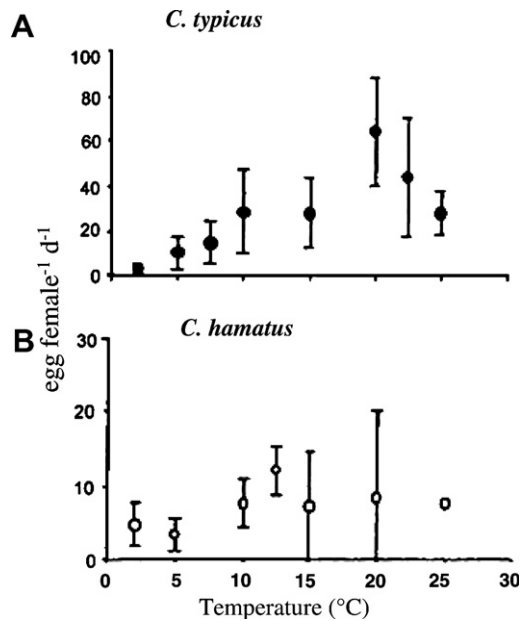 A
C. typicus
100
80
60
40
20
0
B
C. hamatus
30
20
10
0
egg female⁻¹ d⁻¹
0 5 10 15 20 25 30
Temperature (°C)